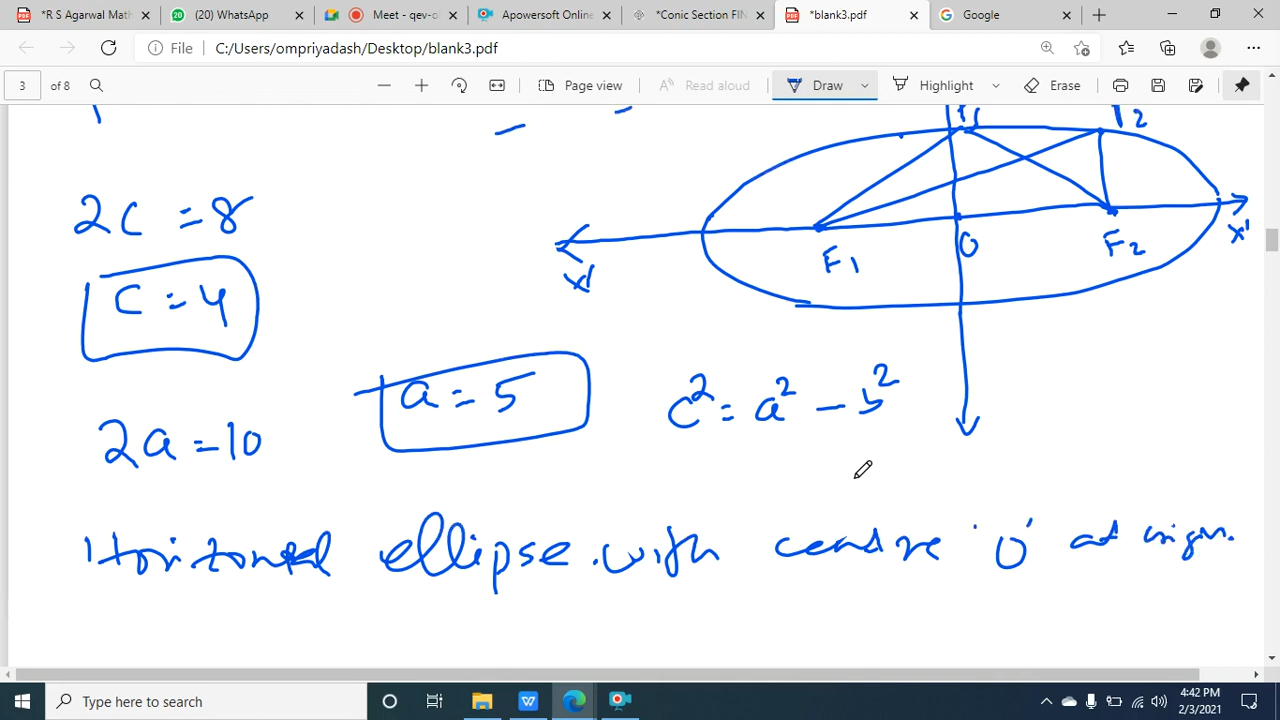 *R S Agarwal Math
(20) WhatsApp
Meet - qev-o
Apowersoft Online
*Conic Section FIN
*blank3.pdf
Google
File C:/Users/ompriyadash/Desktop/blank3.pdf
3 of 8
Page view
Read aloud
Draw
Highlight
Erase
P2
2c = 8
x'
F1
O
F2
x'
c = 4
a = 5
c² = a² - b²
2a = 10
Horizontal ellipse. with centre 'O' at origin.
Type here to search
4:42 PM
2/3/2021